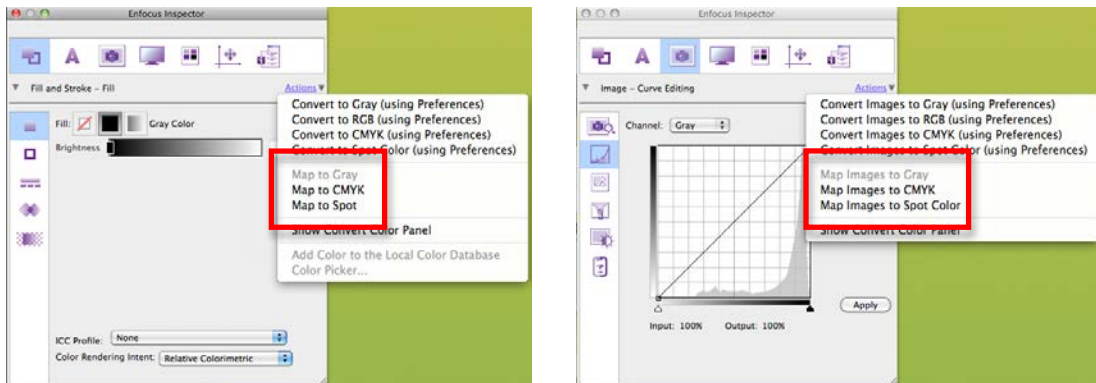 Enfocus Inspector
Fill and Stroke – Fill
Actions
Fill:
Gray Color
Brightness
Convert to Gray (using Preferences)
Convert to RGB (using Preferences)
Convert to CMYK (using Preferences)
Convert to Spot Color (using Preferences)
Map to Gray
Map to CMYK
Map to Spot
Show Convert Color Panel
Add Color to the Local Color Database
Color Picker...
ICC Profile: None
Color Rendering Intent: Relative Colorimetric
Enfocus Inspector
Image – Curve Editing
Actions
Channel: Gray
Convert Images to Gray (using Preferences)
Convert Images to RGB (using Preferences)
Convert Images to CMYK (using Preferences)
Convert Images to Spot Color (using Preferences)
Map Images to Gray
Map Images to CMYK
Map Images to Spot Color
Show Convert Color Panel
Apply
Input: 100% Output: 100%